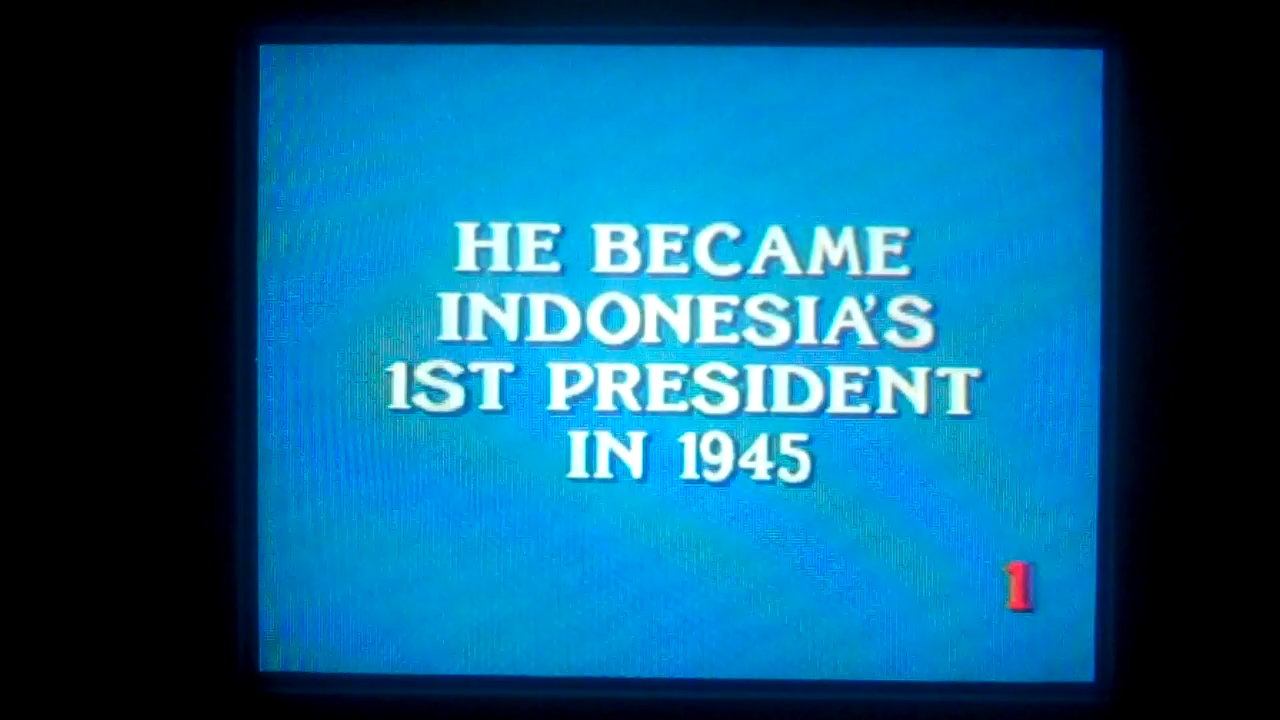 HE BECAME
INDONESIA'S
1ST PRESIDENT
IN 1945
1